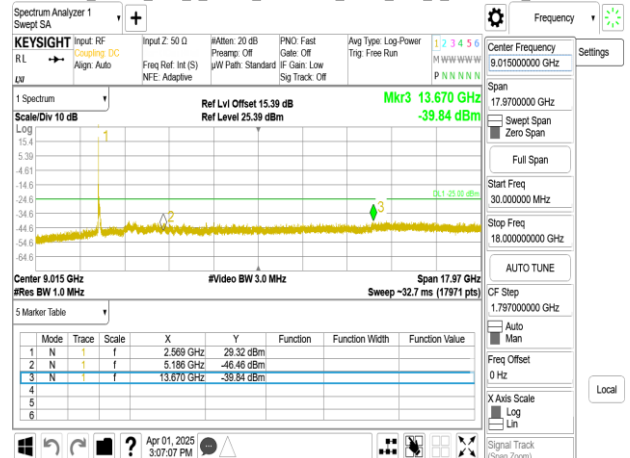 Spectrum Analyzer 1
Swept SA
KEYSIGHT
RL
Input: RF
Coupling: DC
Align: Auto
Input Z: 50 Ω
Freq Ref: Int (S)
NFE: Adaptive
#Atten: 20 dB
Preamp: Off
µW Path: Standard
PNO: Fast
Gate: Off
IF Gain: Low
Sig Track: Off
Avg Type: Log-Power
Trig: Free Run
1 2 3 4 5 6
M W W W W W
P N N N N N
1 Spectrum
Scale/Div 10 dB
Ref Lvl Offset 15.39 dB
Ref Level 25.39 dBm
Mkr3 13.670 GHz
-39.84 dBm
Log
15.4
5.39
-4.61
-14.6
-24.6
-34.6
-44.6
-54.6
-64.6
1
2
3
DL1 -25.00 dBm
Center 9.015 GHz
#Video BW 3.0 MHz
Span 17.97 GHz
#Res BW 1.0 MHz
Sweep ~32.7 ms (17971 pts)
5 Marker Table
Mode Trace Scale X Y Function Function Width Function Value
1 N 1 f 2.569 GHz 29.32 dBm
2 N 1 f 5.186 GHz -46.46 dBm
3 N 1 f 13.670 GHz -39.84 dBm
4
5
6
Apr 01, 2025
3:07:07 PM
Frequency
Settings
Center Frequency
9.015000000 GHz
Span
17.9700000 GHz
Swept Span
Zero Span
Full Span
Start Freq
30.000000 MHz
Stop Freq
18.000000000 GHz
AUTO TUNE
CF Step
1.797000000 GHz
Auto
Man
Freq Offset
0 Hz
X Axis Scale
Log
Lin
Signal Track
(Span Zoom)
Local